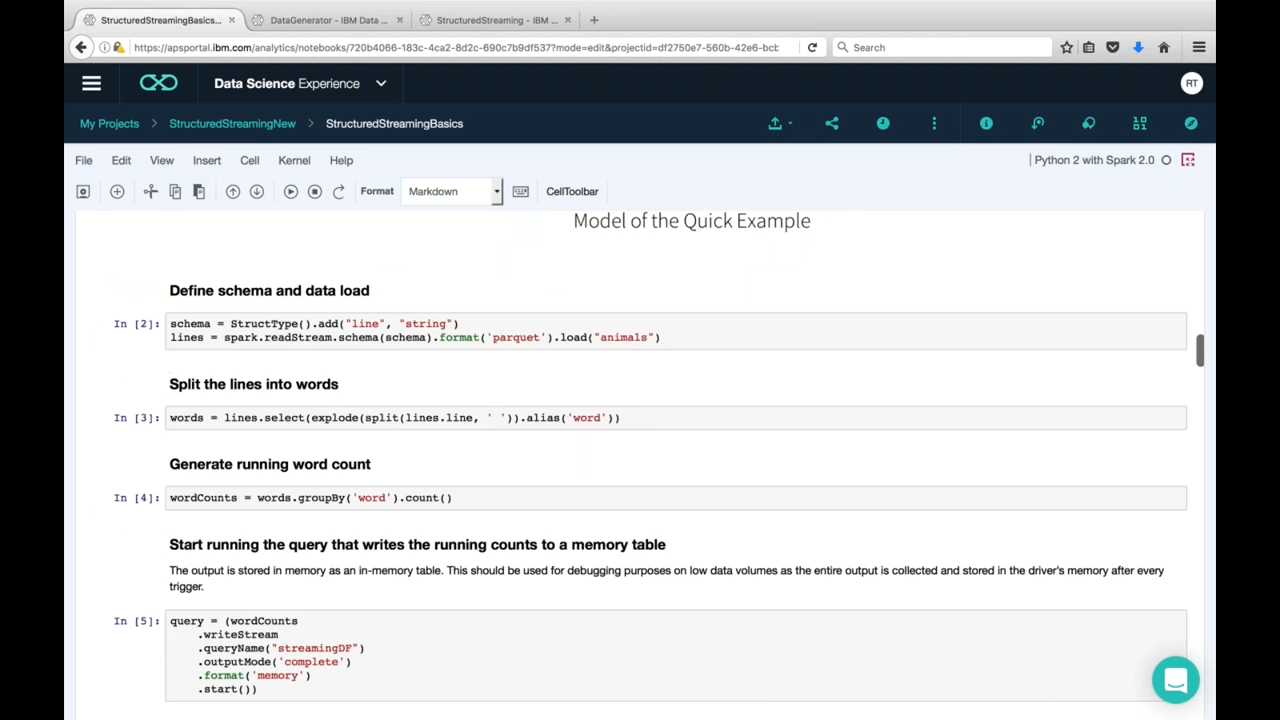 StructuredStreamingBasics... × DataGenerator - IBM Data ... × StructuredStreaming - IBM ... × +
https://apsportal.ibm.com/analytics/notebooks/720b4066-183c-4ca2-8d2c-690c7b9df537?mode=edit&projectid=df2750e7-560b-42e6-bcb Search
Data Science Experience RT
My Projects > StructuredStreamingNew > StructuredStreamingBasics
File Edit View Insert Cell Kernel Help Python 2 with Spark 2.0
Format Markdown CellToolbar
Model of the Quick Example
Define schema and data load
In [2]: schema = StructType().add("line", "string")
lines = spark.readStream.schema(schema).format('parquet').load("animals")
Split the lines into words
In [3]: words = lines.select(explode(split(lines.line, ' ')).alias('word'))
Generate running word count
In [4]: wordCounts = words.groupBy('word').count()
Start running the query that writes the running counts to a memory table
The output is stored in memory as an in-memory table. This should be used for debugging purposes on low data volumes as the entire output is collected and stored in the driver's memory after every
trigger.
In [5]: query = (wordCounts
.writeStream
.queryName("streamingDF")
.outputMode('complete')
.format('memory')
.start())